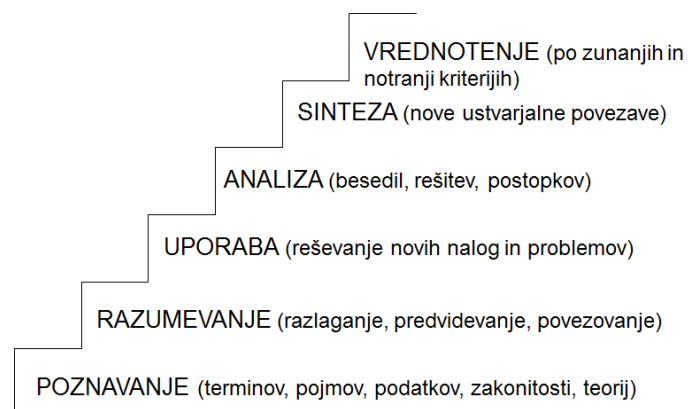 VREDNOTENJE (po zunanjih in
notranji kriterijih)
SINTEZA (nove ustvarjalne povezave)
ANALIZA (besedil, rešitev, postopkov)
UPORABA (reševanje novih nalog in problemov)
RAZUMEVANJE (razlaganje, predvidevanje, povezovanje)
POZNAVANJE (terminov, pojmov, podatkov, zakonitosti, teorij)